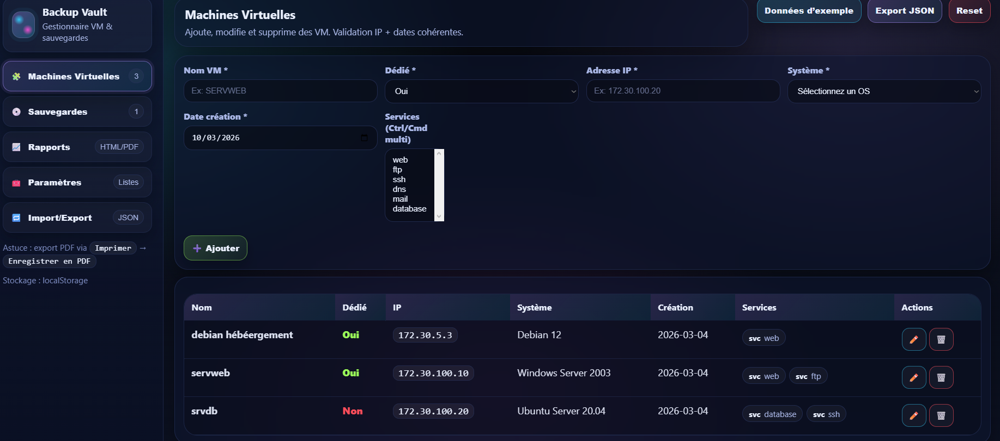 Backup Vault
Gestionnaire VM &
sauvegardes
Machines Virtuelles 3
Sauvegardes 1
Rapports HTML/PDF
Paramètres Listes
Import/Export JSON
Astuce : export PDF via Imprimer →
Enregistrer en PDF
Stockage : localStorage
Machines Virtuelles
Ajoute, modifie et supprime des VM. Validation IP + dates cohérentes.
Données d’exemple Export JSON Reset
Nom VM * Dédié * Adresse IP * Système *
Ex: SERVWEB Oui Ex: 172.30.100.20 Sélectionnez un OS
Date création *
10/03/2026
Services
(Ctrl/Cmd
multi)
web
ftp
ssh
dns
mail
database
+ Ajouter
Nom Dédié IP Système Création Services Actions
debian hébéergement Oui 172.30.5.3 Debian 12 2026-03-04 svc web
servweb Oui 172.30.100.10 Windows Server 2003 2026-03-04 svc web svc ftp
srvdb Non 172.30.100.20 Ubuntu Server 20.04 2026-03-04 svc database svc ssh